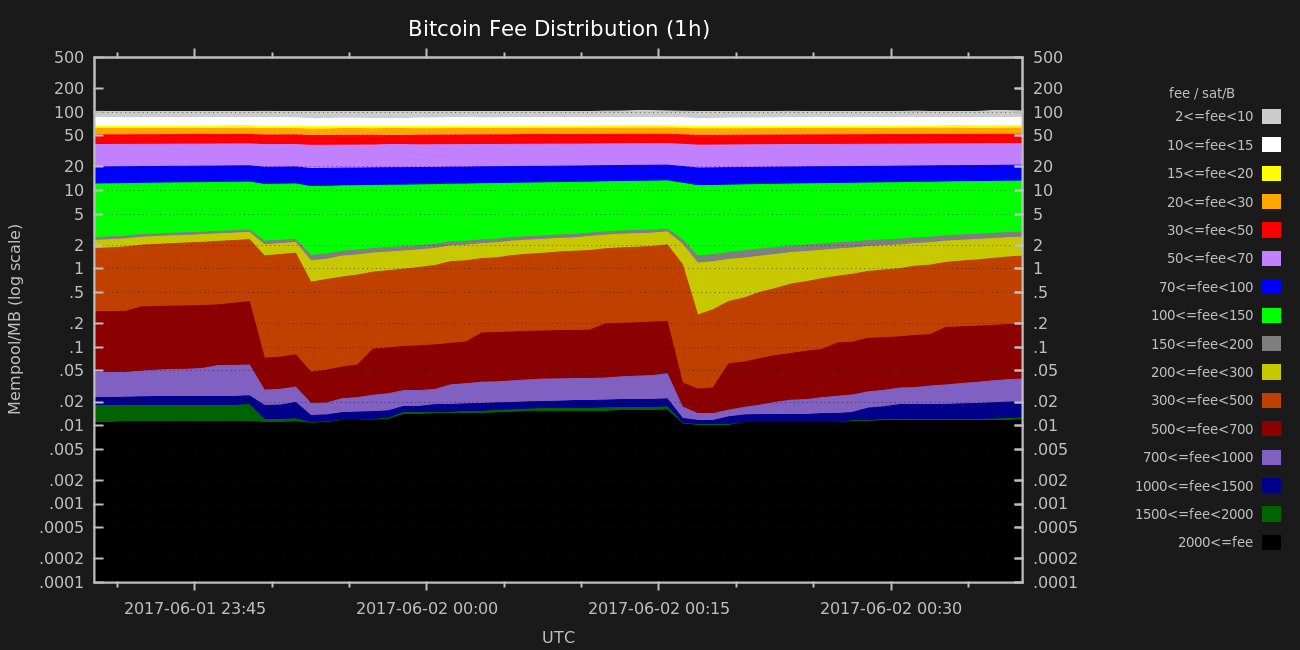 Bitcoin Fee Distribution (1h)
Mempool/MB (log scale)
500
200
100
50
20
10
5
2
1
.5
.2
.1
.05
.02
.01
.005
.002
.001
.0005
.0002
.0001
500
200
100
50
20
10
5
2
1
.5
.2
.1
.05
.02
.01
.005
.002
.001
.0005
.0002
.0001
fee / sat/B
2<=fee<10
10<=fee<15
15<=fee<20
20<=fee<30
30<=fee<50
50<=fee<70
70<=fee<100
100<=fee<150
150<=fee<200
200<=fee<300
300<=fee<500
500<=fee<700
700<=fee<1000
1000<=fee<1500
1500<=fee<2000
2000<=fee
2017-06-01 23:45 2017-06-02 00:00 2017-06-02 00:15 2017-06-02 00:30
UTC